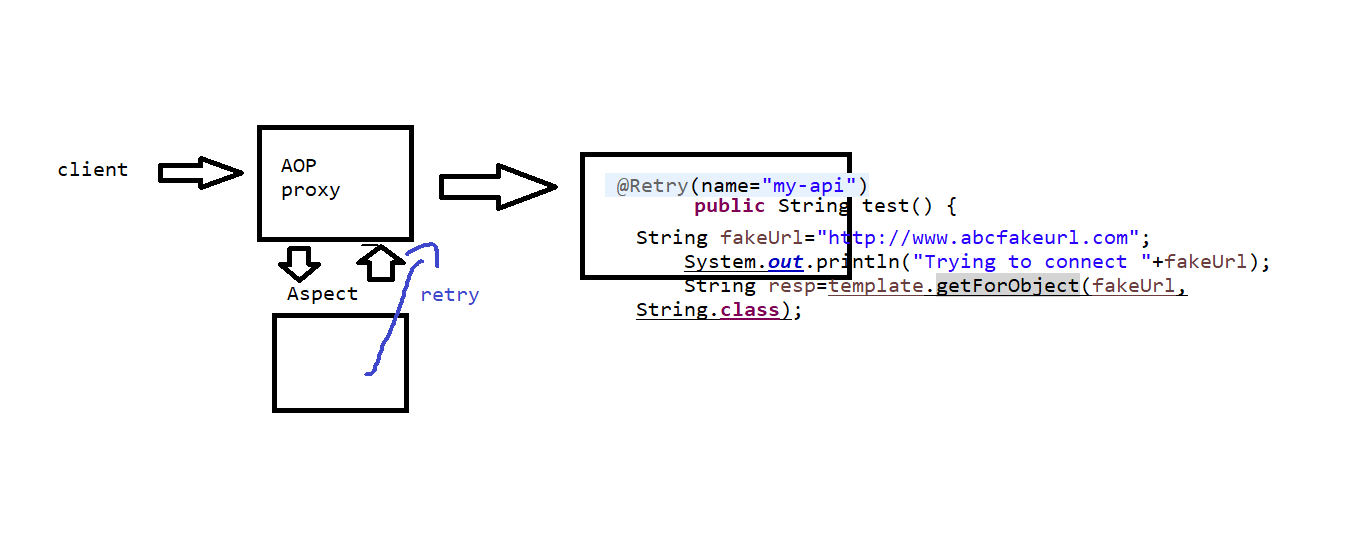 client
AOP
proxy
Aspect
retry
@Retry(name="my-api")
public String test() {
String fakeUrl="http://www.abcfakeurl.com";
System.out.println("Trying to connect "+fakeUrl);
String resp=template.getForObject(fakeUrl,
String.class);